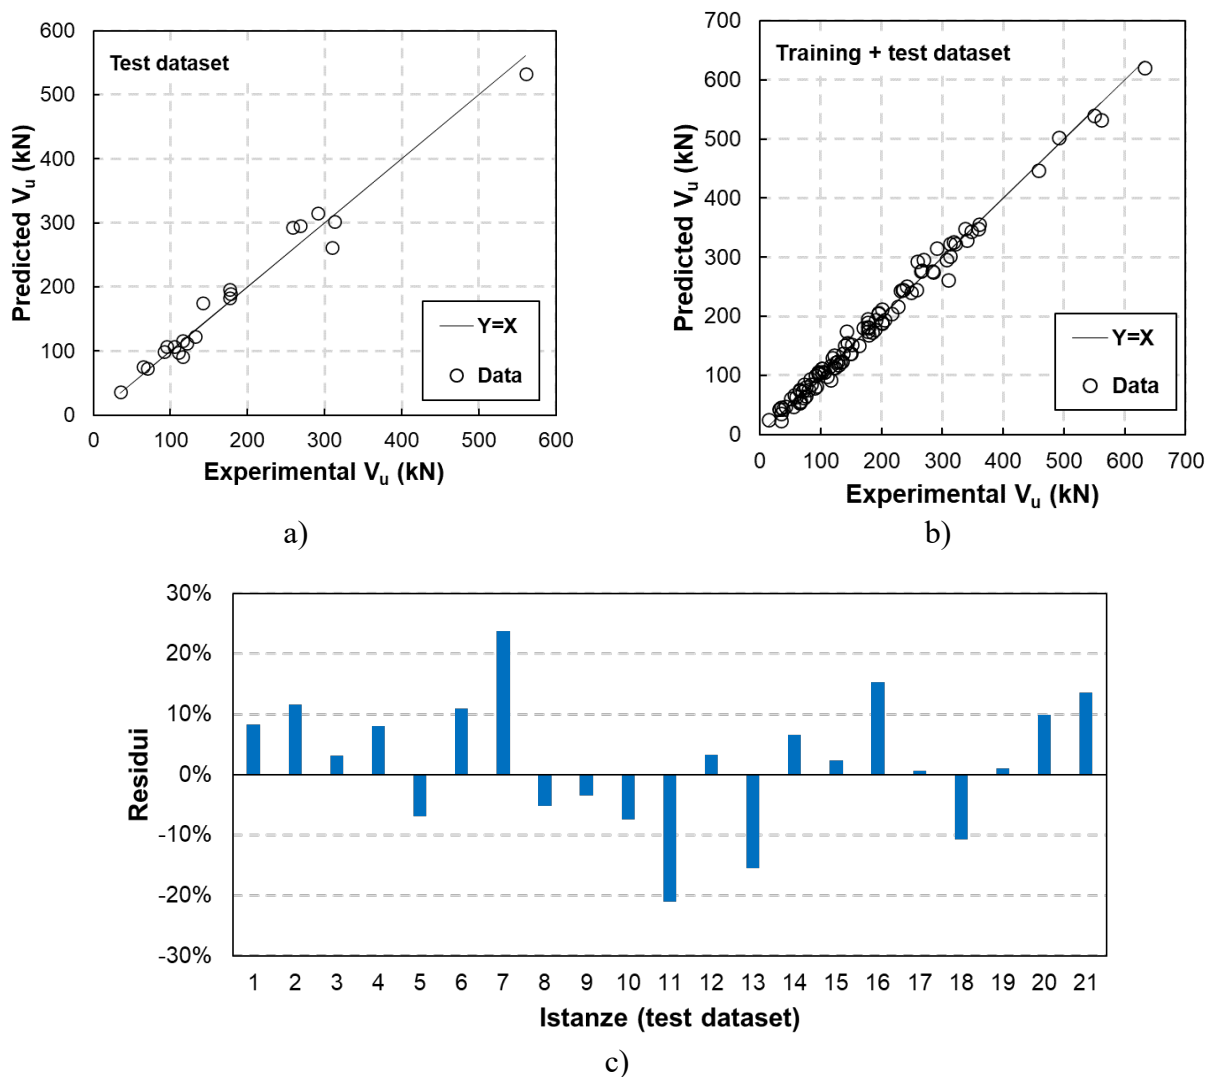 600
500
400
300
200
100
0
Predicted Vu (kN)
Test dataset
Y=X
Data
0 100 200 300 400 500 600
Experimental Vu (kN)
a)
700
600
500
400
300
200
100
0
Predicted Vu (kN)
Training + test dataset
Y=X
Data
0 100 200 300 400 500 600 700
Experimental Vu (kN)
b)
30%
20%
10%
0%
-10%
-20%
-30%
Residui
1 2 3 4 5 6 7 8 9 10 11 12 13 14 15 16 17 18 19 20 21
Istanze (test dataset)
c)